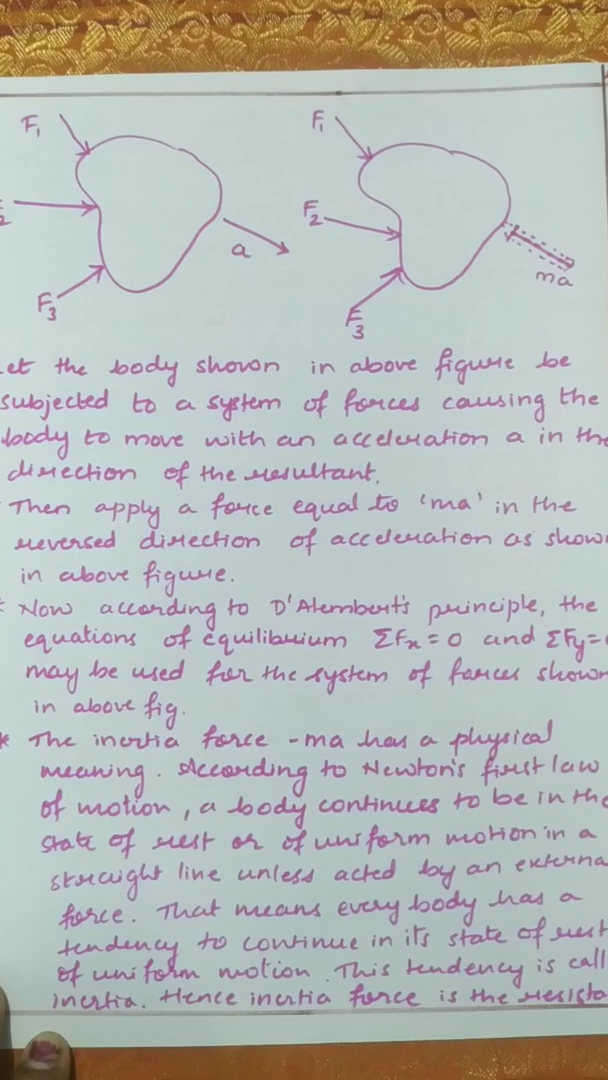 F1
F1
2
F2
a
F3
F3
ma
et the body shown in above figure be
subjected to a system of forces causing the
body to move with an acceleration a in the
direction of the resultant.
Then apply a force equal to 'ma' in the
reversed direction of acceleration as show
in above figure.
* Now according to D'Alembert's principle, the
equations of equilibrium ΣFx = 0 and ΣFy =
may be used for the system of forces shown
in above fig.
* The inertia force -ma has a physical
meaning. According to Newton's first law
of motion, a body continues to be in the
state of rest or of uniform motion in a
straight line unless acted by an externa
force. That means every body has a
tendency to continue in its state of rest
of uniform motion. This tendency is call
inertia. Hence inertia force is the resista